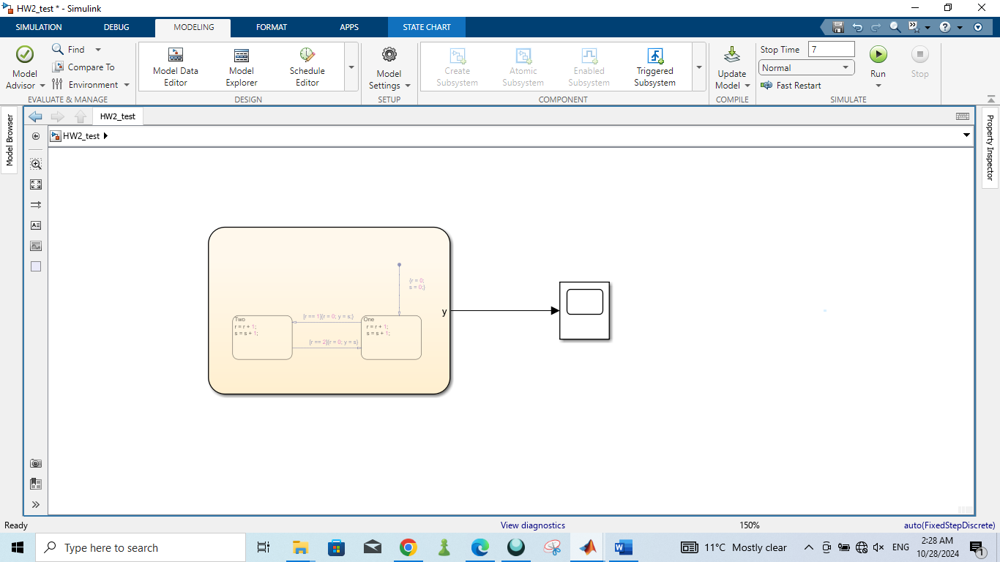 HW2_test * - Simulink
SIMULATION DEBUG MODELING FORMAT APPS STATE CHART
Model Advisor
Find
Compare To
Environment
EVALUATE & MANAGE
Model Data Editor
Model Explorer
Schedule Editor
DESIGN
Model Settings
SETUP
Create Subsystem
Atomic Subsystem
Enabled Subsystem
Triggered Subsystem
COMPONENT
Update Model
COMPILE
Stop Time 7
Normal
Fast Restart
Run
Stop
SIMULATE
Model Browser
HW2_test
HW2_test
Property Inspector
{r = 0;
s = 0;}
Two
r = r + 1;
s = s + 1;
[r == 1]{r = 0; y = s;}
[r == 2]{r = 0; y = s}
One
r = r + 1;
s = s + 1;
y
Ready View diagnostics 150% auto(FixedStepDiscrete)
Type here to search
11°C Mostly clear
ENG
2:28 AM
10/28/2024
1